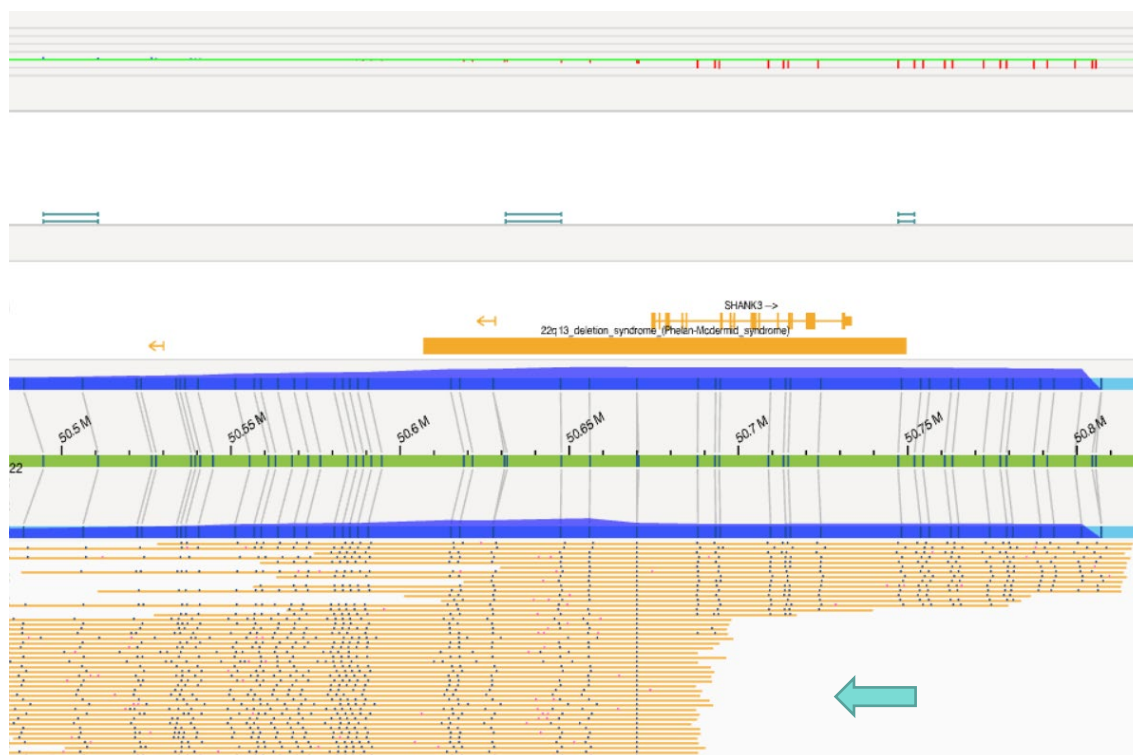 SHANK3 -->
22q13_deletion_syndrome_(Phelan-Mcdermid_syndrome)
50.5 M
50.55 M
50.6 M
50.65 M
50.7 M
50.75 M
50.8 M
22